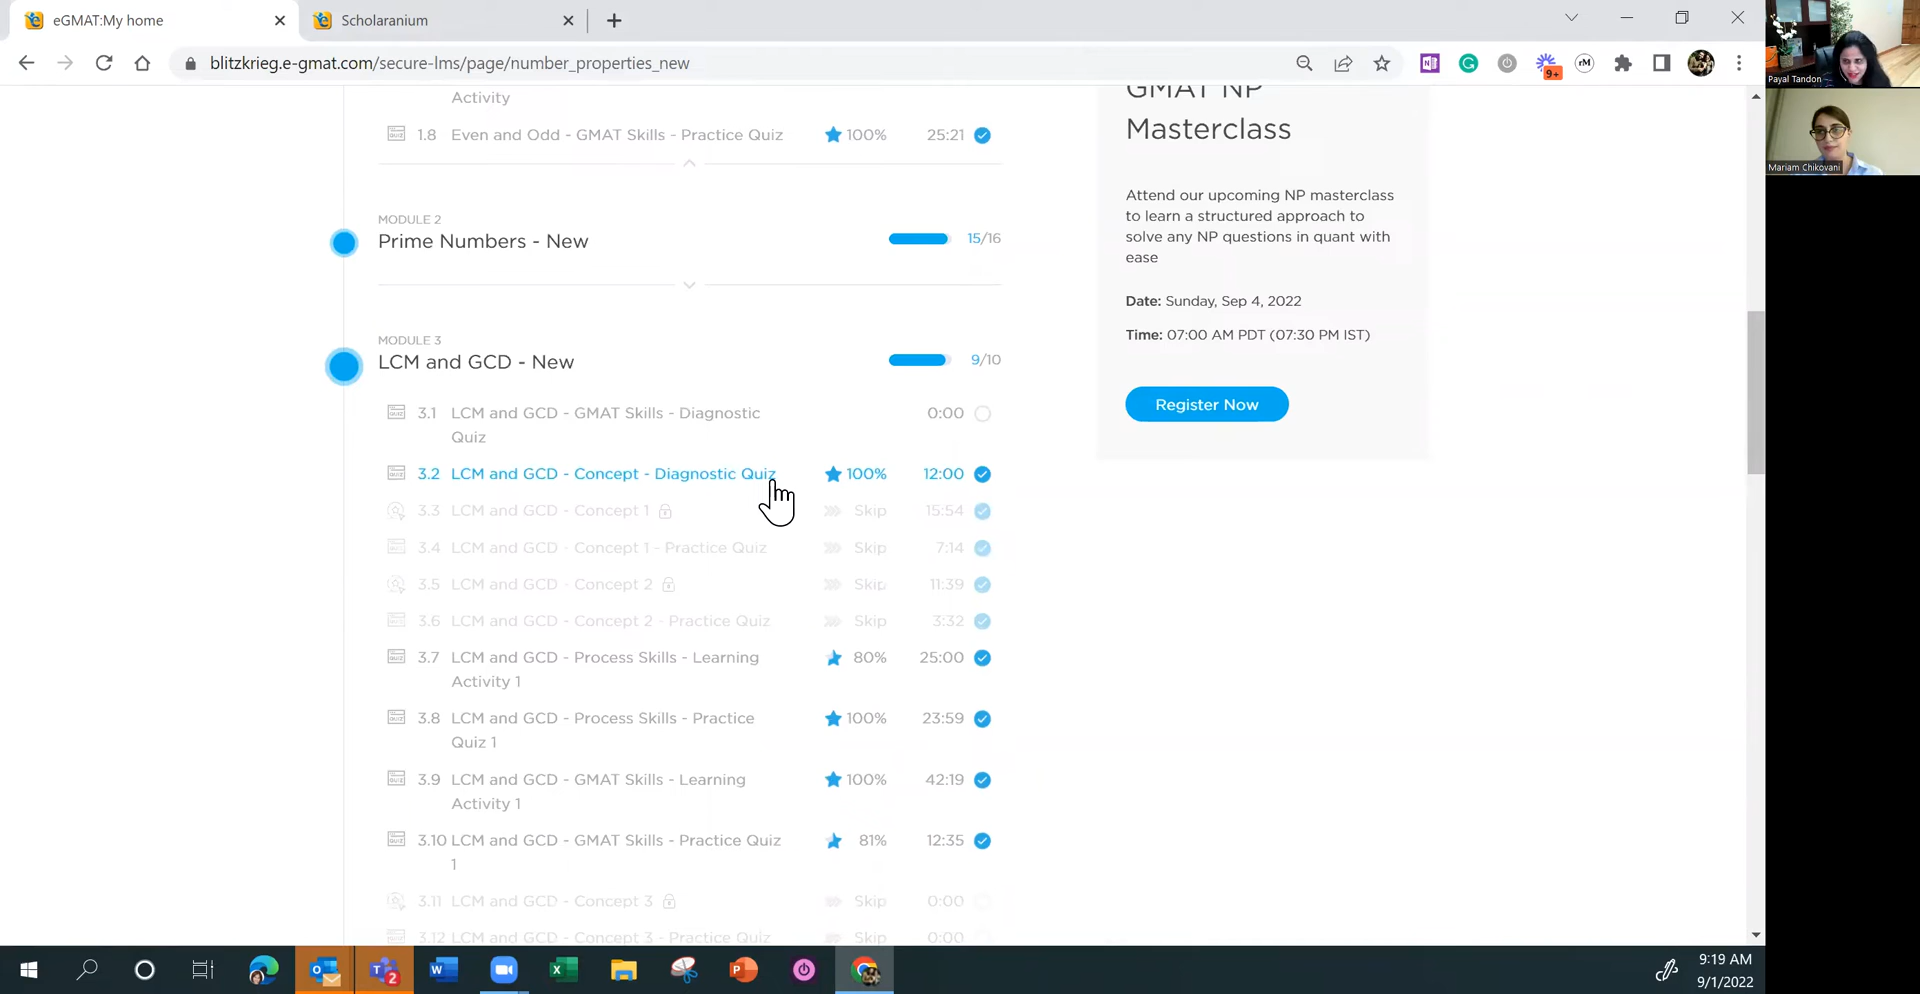 eGMAT:My home
Scholaranium
blitzkrieg.e-gmat.com/secure-lms/page/number_properties_new
9+
rM
Payal Tandon
Mariam Chikovani
Activity
1.8 Even and Odd - GMAT Skills - Practice Quiz 100% 25:21
MODULE 2
Prime Numbers - New 15/16
MODULE 3
LCM and GCD - New 9/10
QUIZ 3.1 LCM and GCD - GMAT Skills - Diagnostic 0:00
Quiz
QUIZ 3.2 LCM and GCD - Concept - Diagnostic Quiz 100% 12:00
3.3 LCM and GCD - Concept 1 Skip 15:54
QUIZ 3.4 LCM and GCD - Concept 1 - Practice Quiz Skip 7:14
3.5 LCM and GCD - Concept 2 Skip 11:39
QUIZ 3.6 LCM and GCD - Concept 2 - Practice Quiz Skip 3:32
QUIZ 3.7 LCM and GCD - Process Skills - Learning 80% 25:00
Activity 1
QUIZ 3.8 LCM and GCD - Process Skills - Practice 100% 23:59
Quiz 1
QUIZ 3.9 LCM and GCD - GMAT Skills - Learning 100% 42:19
Activity 1
QUIZ 3.10 LCM and GCD - GMAT Skills - Practice Quiz 81% 12:35
1
3.11 LCM and GCD - Concept 3 Skip 0:00
3.12 LCM and GCD - Concept 3 - Practice Quiz Skip 0:00
GMAT NP
Masterclass
Attend our upcoming NP masterclass
to learn a structured approach to
solve any NP questions in quant with
ease
Date: Sunday, Sep 4, 2022
Time: 07:00 AM PDT (07:30 PM IST)
Register Now
9:19 AM
9/1/2022